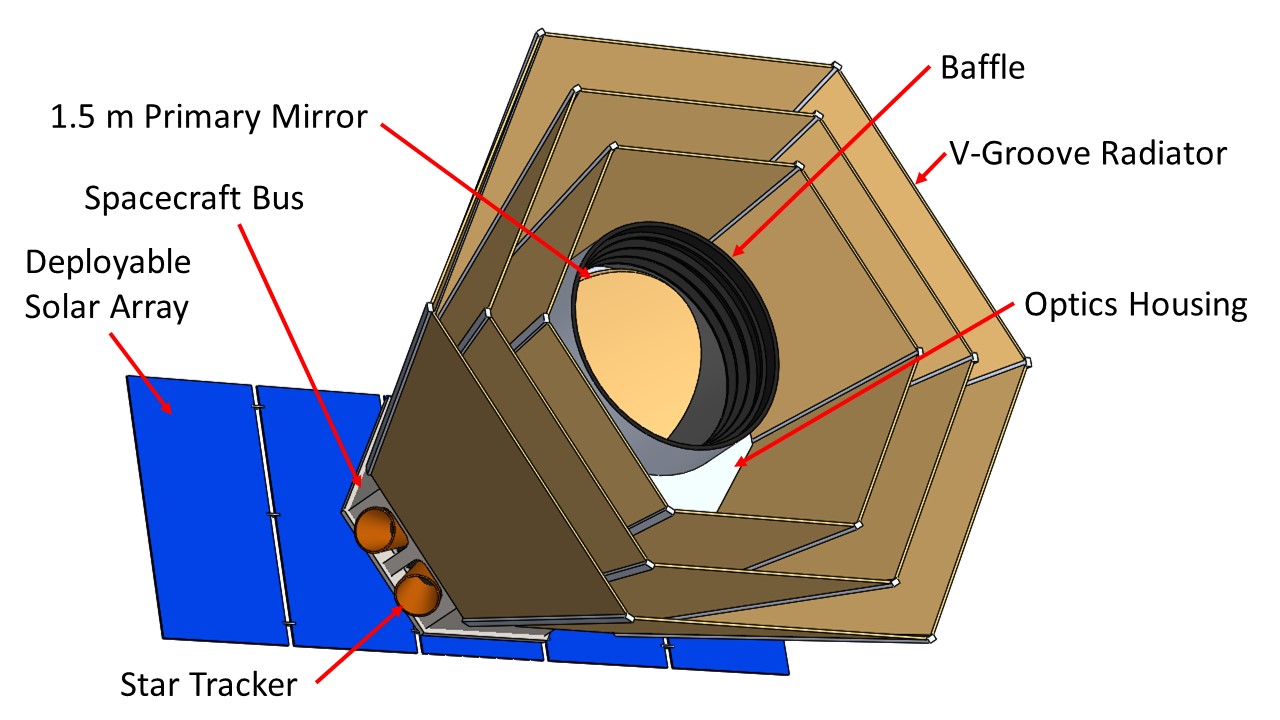 Baffle
1.5 m Primary Mirror
V-Groove Radiator
Spacecraft Bus
Deployable
Solar Array
Optics Housing
Star Tracker